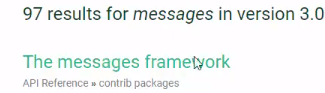 97 results for messages in version 3.0
The messages framework
API Reference » contrib packages